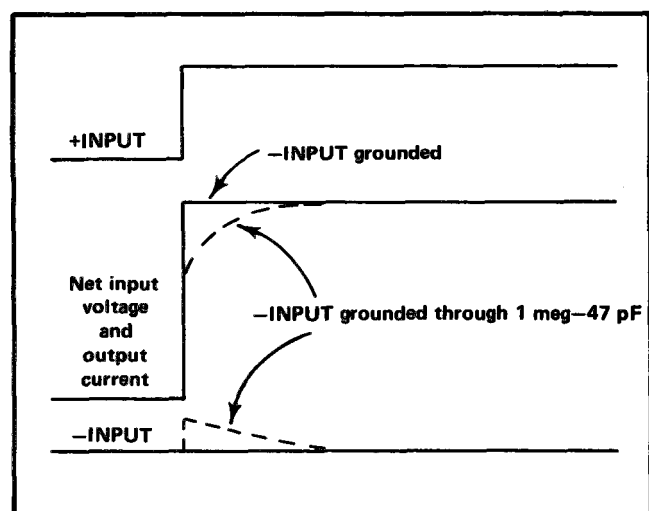 +INPUT
−INPUT grounded
Net input
voltage
and
output
current
−INPUT grounded through 1 meg−47 pF
−INPUT